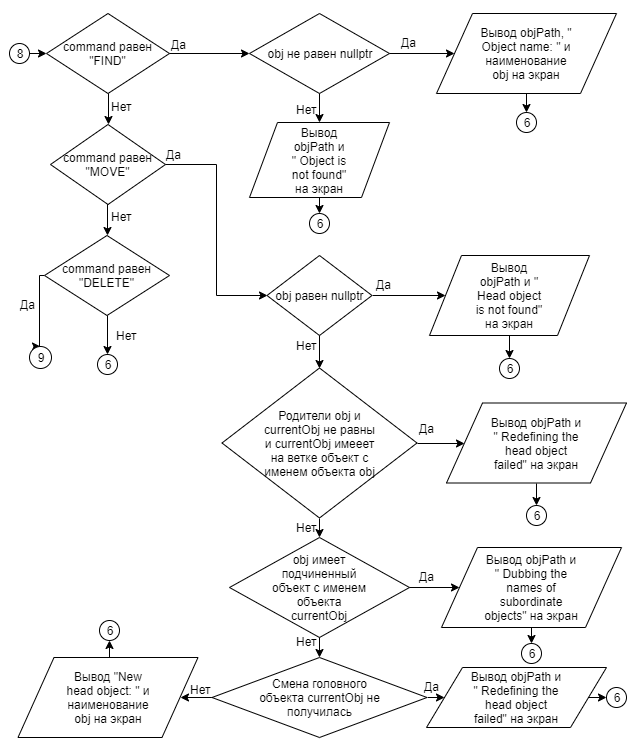 8
command равен
"FIND"
Да
obj не равен nullptr
Да
Вывод objPath, "
Object name: " и
наименование
obj на экран
6
Нет
Нет
Вывод
objPath и
" Object is
not found"
на экран
6
command равен
"MOVE"
Да
Нет
command равен
"DELETE"
Да
9
Нет
6
obj равен nullptr
Да
Вывод
objPath и "
Head object
is not found"
на экран
6
Нет
Родители obj и
currentObj не равны
и currentObj имееет
на ветке объект с
именем объекта obj
Да
Вывод objPath и
" Redefining the
head object
failed" на экран
6
Нет
obj имеет
подчиненный
объект с именем
объекта
currentObj
Да
Вывод objPath и
" Dubbing the
names of
subordinate
objects" на экран
6
Нет
Смена головного
объекта currentObj не
получилась
Да
Вывод objPath и
" Redefining the
head object
failed" на экран
6
Нет
Вывод "New
head object: " и
наименование
obj на экран
6